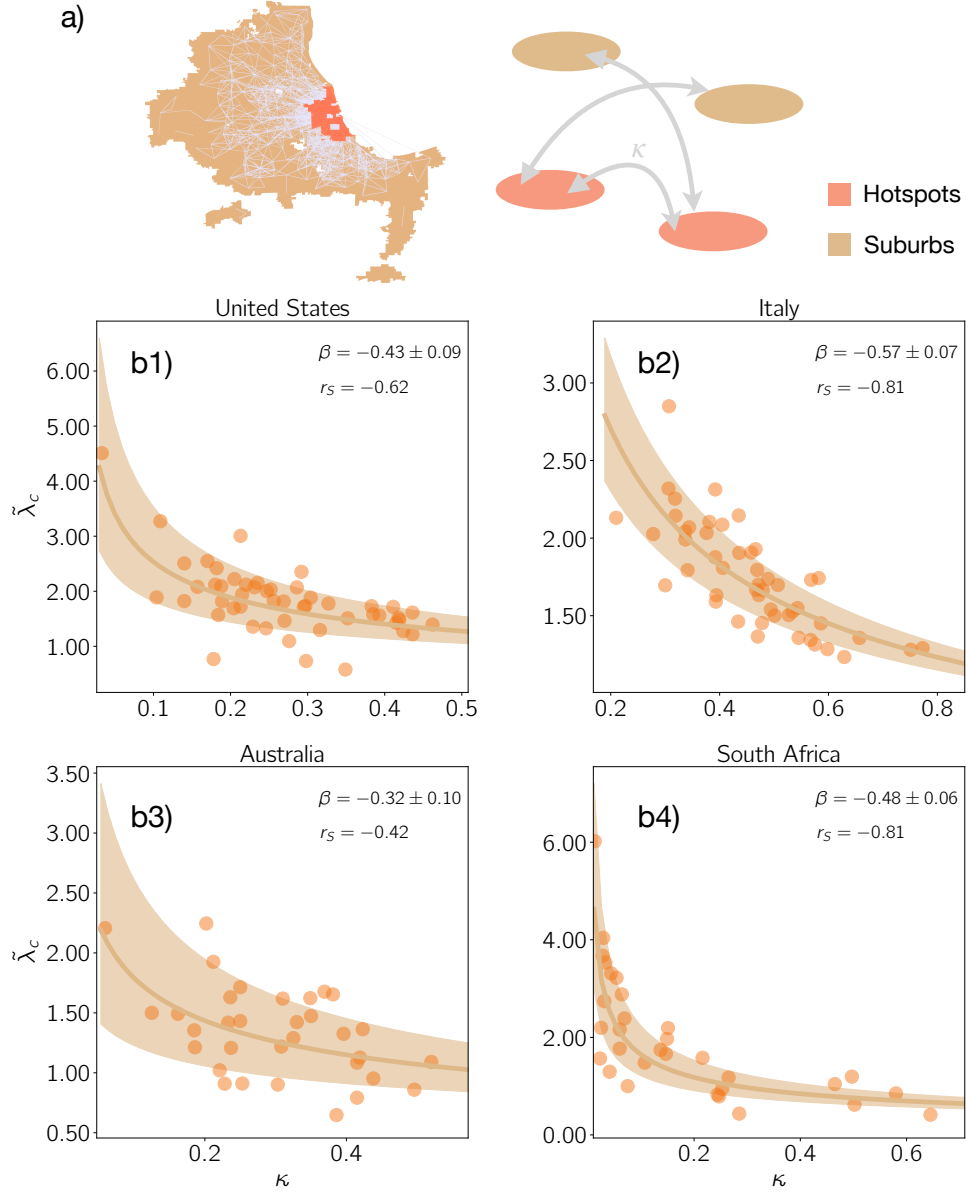 a)
κ
Hotspots
Suburbs
United States
b1)
β = −0.43 ± 0.09
r_S = −0.62
6.00
5.00
4.00
3.00
2.00
1.00
λ̃_c
0.1 0.2 0.3 0.4 0.5
Italy
b2)
β = −0.57 ± 0.07
r_S = −0.81
3.00
2.50
2.00
1.50
0.2 0.4 0.6 0.8
Australia
b3)
β = −0.32 ± 0.10
r_S = −0.42
3.50
3.00
2.50
2.00
1.50
1.00
0.50
λ̃_c
0.2 0.4
κ
South Africa
b4)
β = −0.48 ± 0.06
r_S = −0.81
6.00
4.00
2.00
0.00
0.2 0.4 0.6
κ